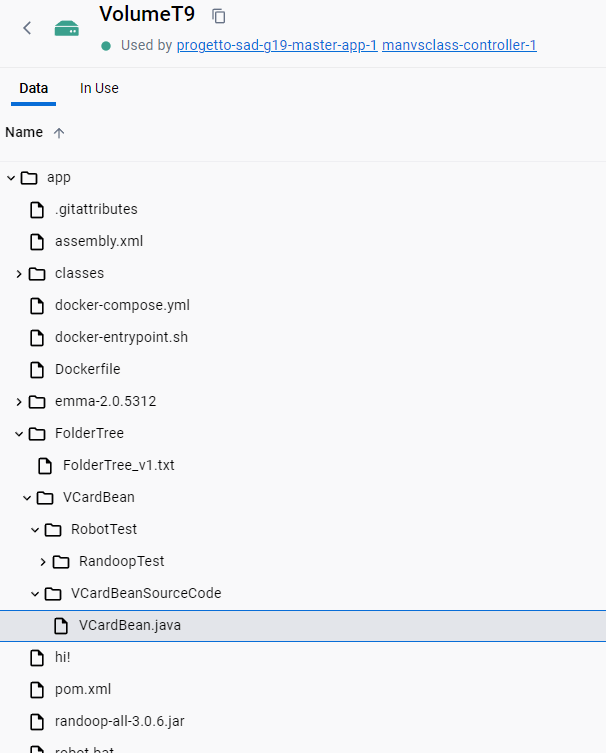 VolumeT9
Used by progetto-sad-g19-master-app-1 manvsclass-controller-1
Data In Use
Name
app
.gitattributes
assembly.xml
classes
docker-compose.yml
docker-entrypoint.sh
Dockerfile
emma-2.0.5312
FolderTree
FolderTree_v1.txt
VCardBean
RobotTest
RandoopTest
VCardBeanSourceCode
VCardBean.java
hi!
pom.xml
randoop-all-3.0.6.jar
robot.bat